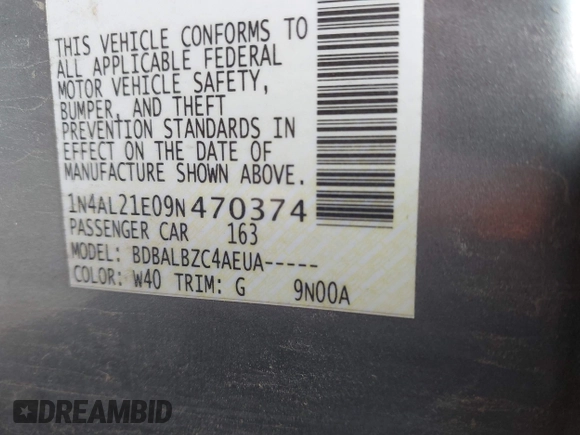 THIS VEHICLE CONFORMS TO
ALL APPLICABLE FEDERAL
MOTOR VEHICLE SAFETY,
BUMPER, AND THEFT
PREVENTION STANDARDS IN
EFFECT ON THE DATE OF
MANUFACTURE SHOWN ABOVE.
1N4AL21E09N470374
PASSENGER CAR 163
MODEL: BDBALBZC4AEUA-----
COLOR: W40 TRIM: G 9N00A
DREAMBID